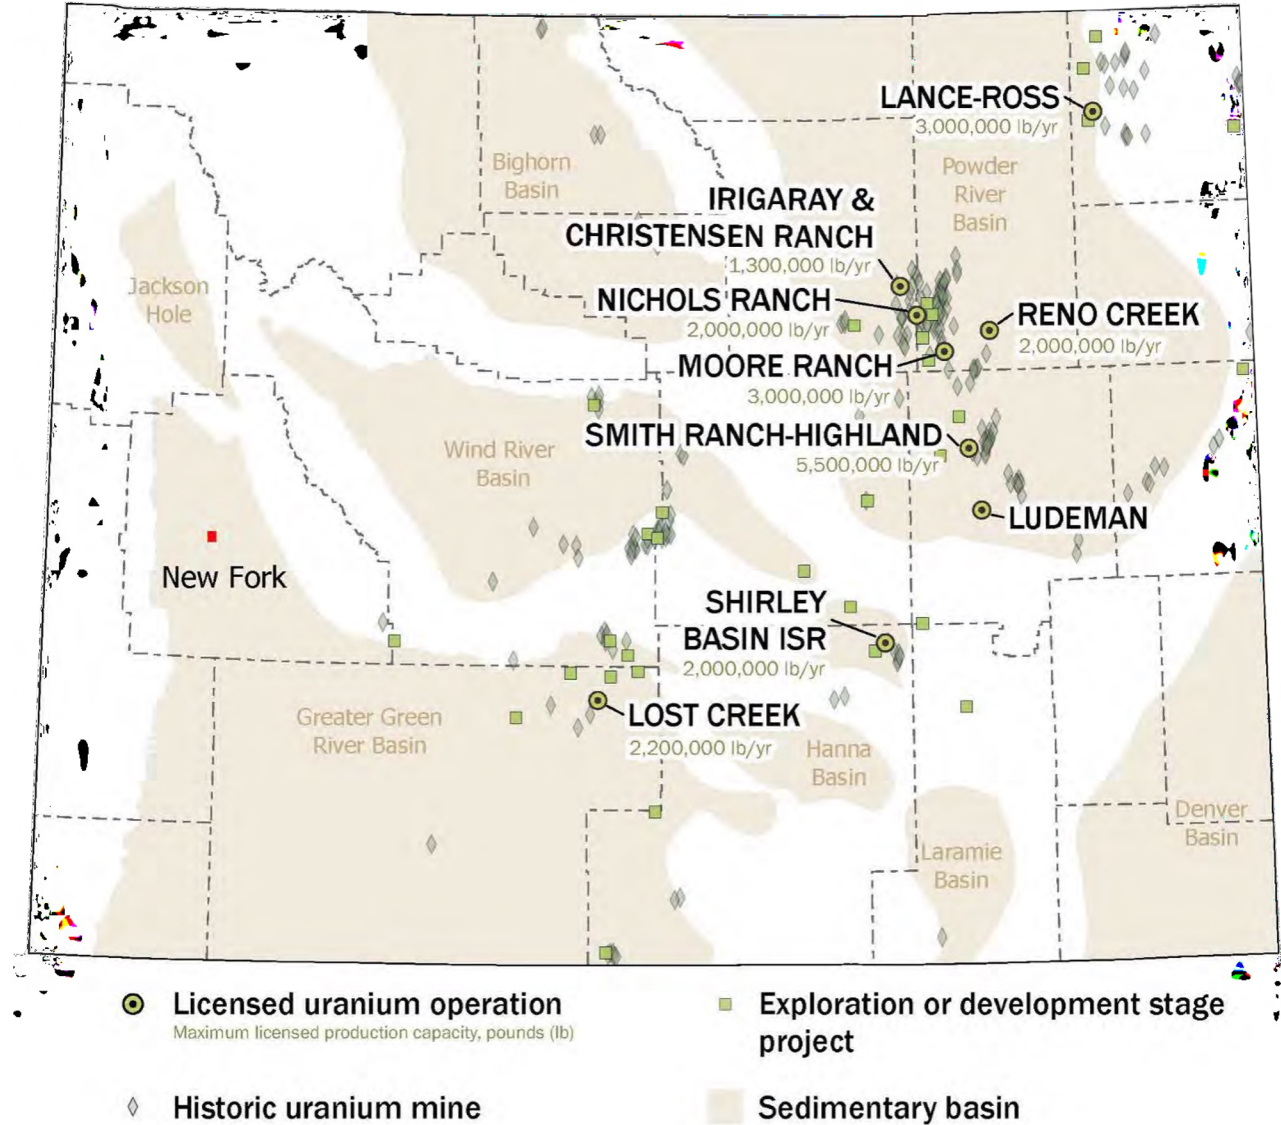 LANCE-ROSS
3,000,000 lb/yr
Bighorn
Basin
Powder
River
Basin
IRIGARAY &
CHRISTENSEN RANCH
1,300,000 lb/yr
Jackson
Hole
NICHOLS RANCH
2,000,000 lb/yr
RENO CREEK
2,000,000 lb/yr
MOORE RANCH
3,000,000 lb/yr
Wind River
Basin
SMITH RANCH-HIGHLAND
5,500,000 lb/yr
LUDEMAN
New Fork
SHIRLEY
BASIN ISR
2,000,000 lb/yr
Greater Green
River Basin
LOST CREEK
2,200,000 lb/yr
Hanna
Basin
Denver
Basin
Laramie
Basin
Licensed uranium operation
Maximum licensed production capacity, pounds (lb)
Exploration or development stage
project
Historic uranium mine
Sedimentary basin